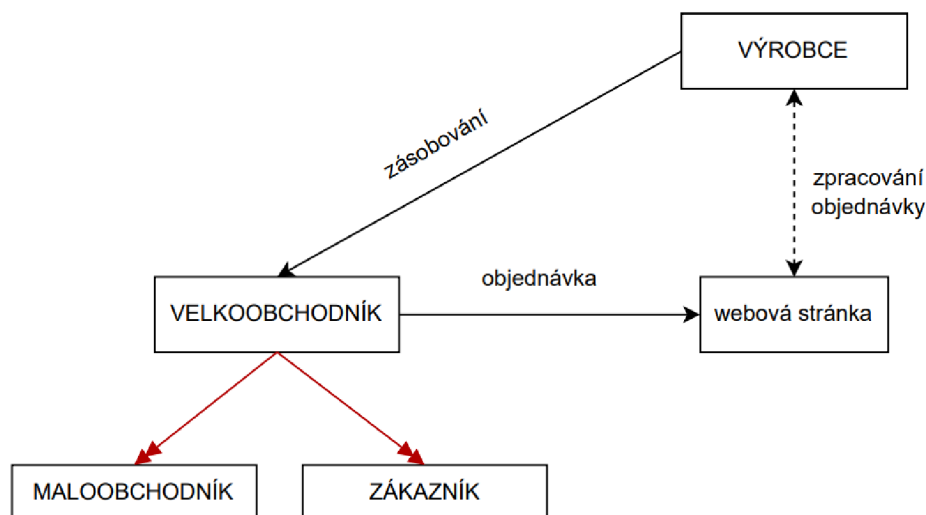 VÝROBCE
zásobování
zpracování
objednávky
objednávka
VELKOOBCHODNÍK
webová stránka
MALOOBCHODNÍK
ZÁKAZNÍK